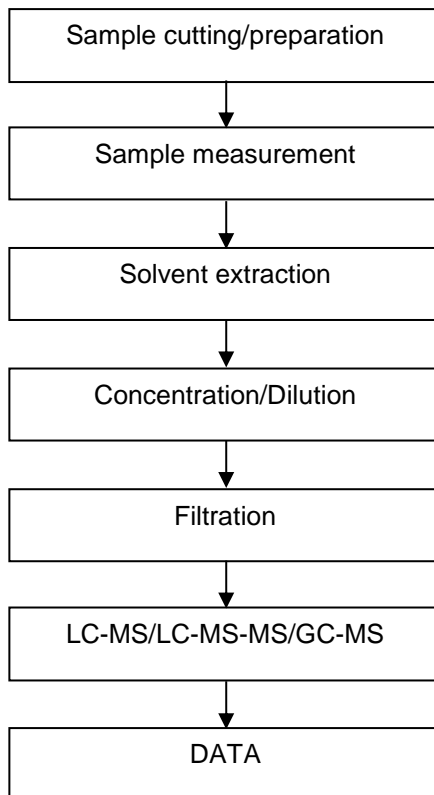 Sample cutting/preparation
Sample measurement
Solvent extraction
Concentration/Dilution
Filtration
LC-MS/LC-MS-MS/GC-MS
DATA